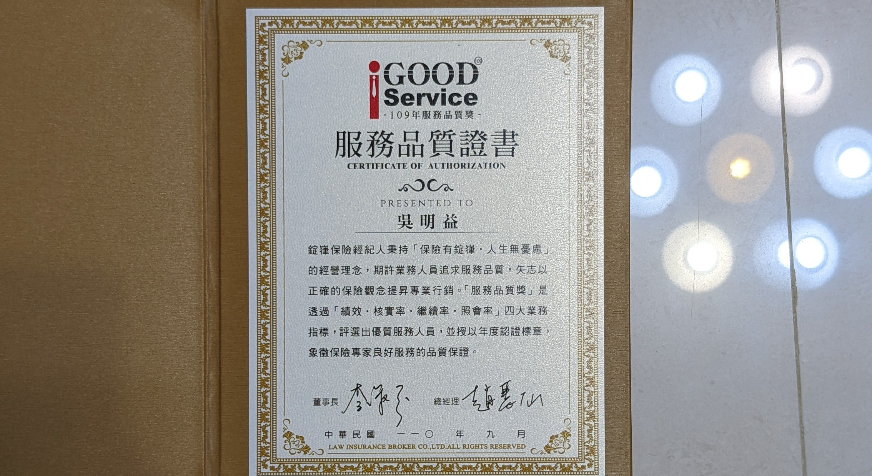 iGOOD®
Service
·109年服務品質獎·
服務品質證書
CERTIFICATE OF AUTHORIZATION
PRESENTED TO
吳明益
錠嵂保險經紀人秉持「保險有錠嵂·人生無憂慮」
的經營理念，期許業務人員追求服務品質，矢志以
正確的保險觀念提昇專業行銷。「服務品質獎」是
透過「績效·核實率·繼續率·照會率」四大業務
指標，評選出優質服務人員，並授以年度認證標章，
象徵保險專家良好服務的品質保證。
董事長 總經理
中華民國 一一〇 年 九 月
LAW INSURANCE BROKER CO.,LTD.ALL RIGHTS RESERVED